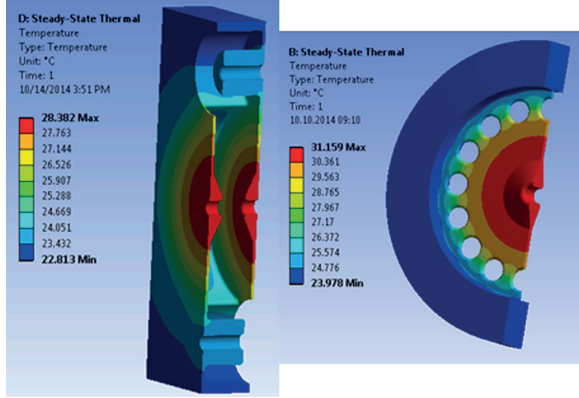 D: Steady-State Thermal
Temperature
Type: Temperature
Unit: °C
Time: 1
10/14/2014 3:51 PM
28.382 Max
27.763
27.144
26.526
25.907
25.288
24.669
24.051
23.432
22.813 Min
B: Steady-State Thermal
Temperature
Type: Temperature
Unit: °C
Time: 1
10.10.2014 09:10
31.159 Max
30.361
29.563
28.765
27.967
27.17
26.372
25.574
24.776
23.978 Min